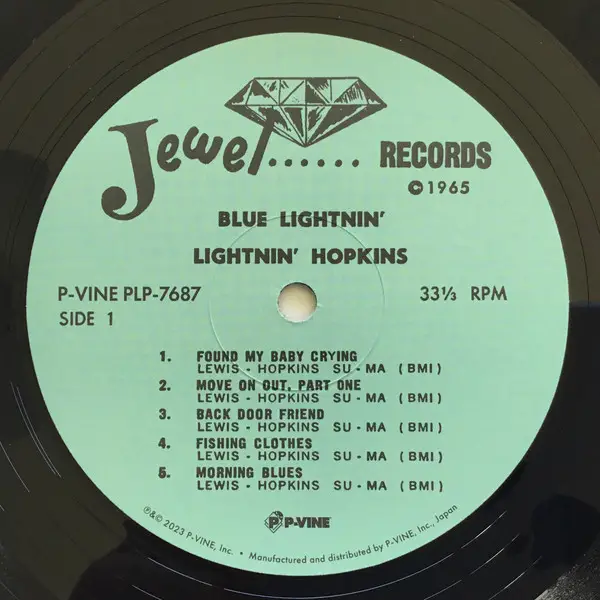 Jewel...... RECORDS
©1965
BLUE LIGHTNIN'
LIGHTNIN' HOPKINS
P-VINE PLP-7687 33⅓ RPM
SIDE 1
1. FOUND MY BABY CRYING
LEWIS - HOPKINS SU - MA (BMI)
2. MOVE ON OUT, PART ONE
LEWIS - HOPKINS SU - MA (BMI)
3. BACK DOOR FRIEND
LEWIS - HOPKINS SU - MA (BMI)
4. FISHING CLOTHES
LEWIS - HOPKINS SU - MA (BMI)
5. MORNING BLUES
LEWIS - HOPKINS SU - MA (BMI)
P P-VINE
℗&© 2023 P-VINE, Inc. • Manufactured and distributed by P-VINE, Inc., Japan